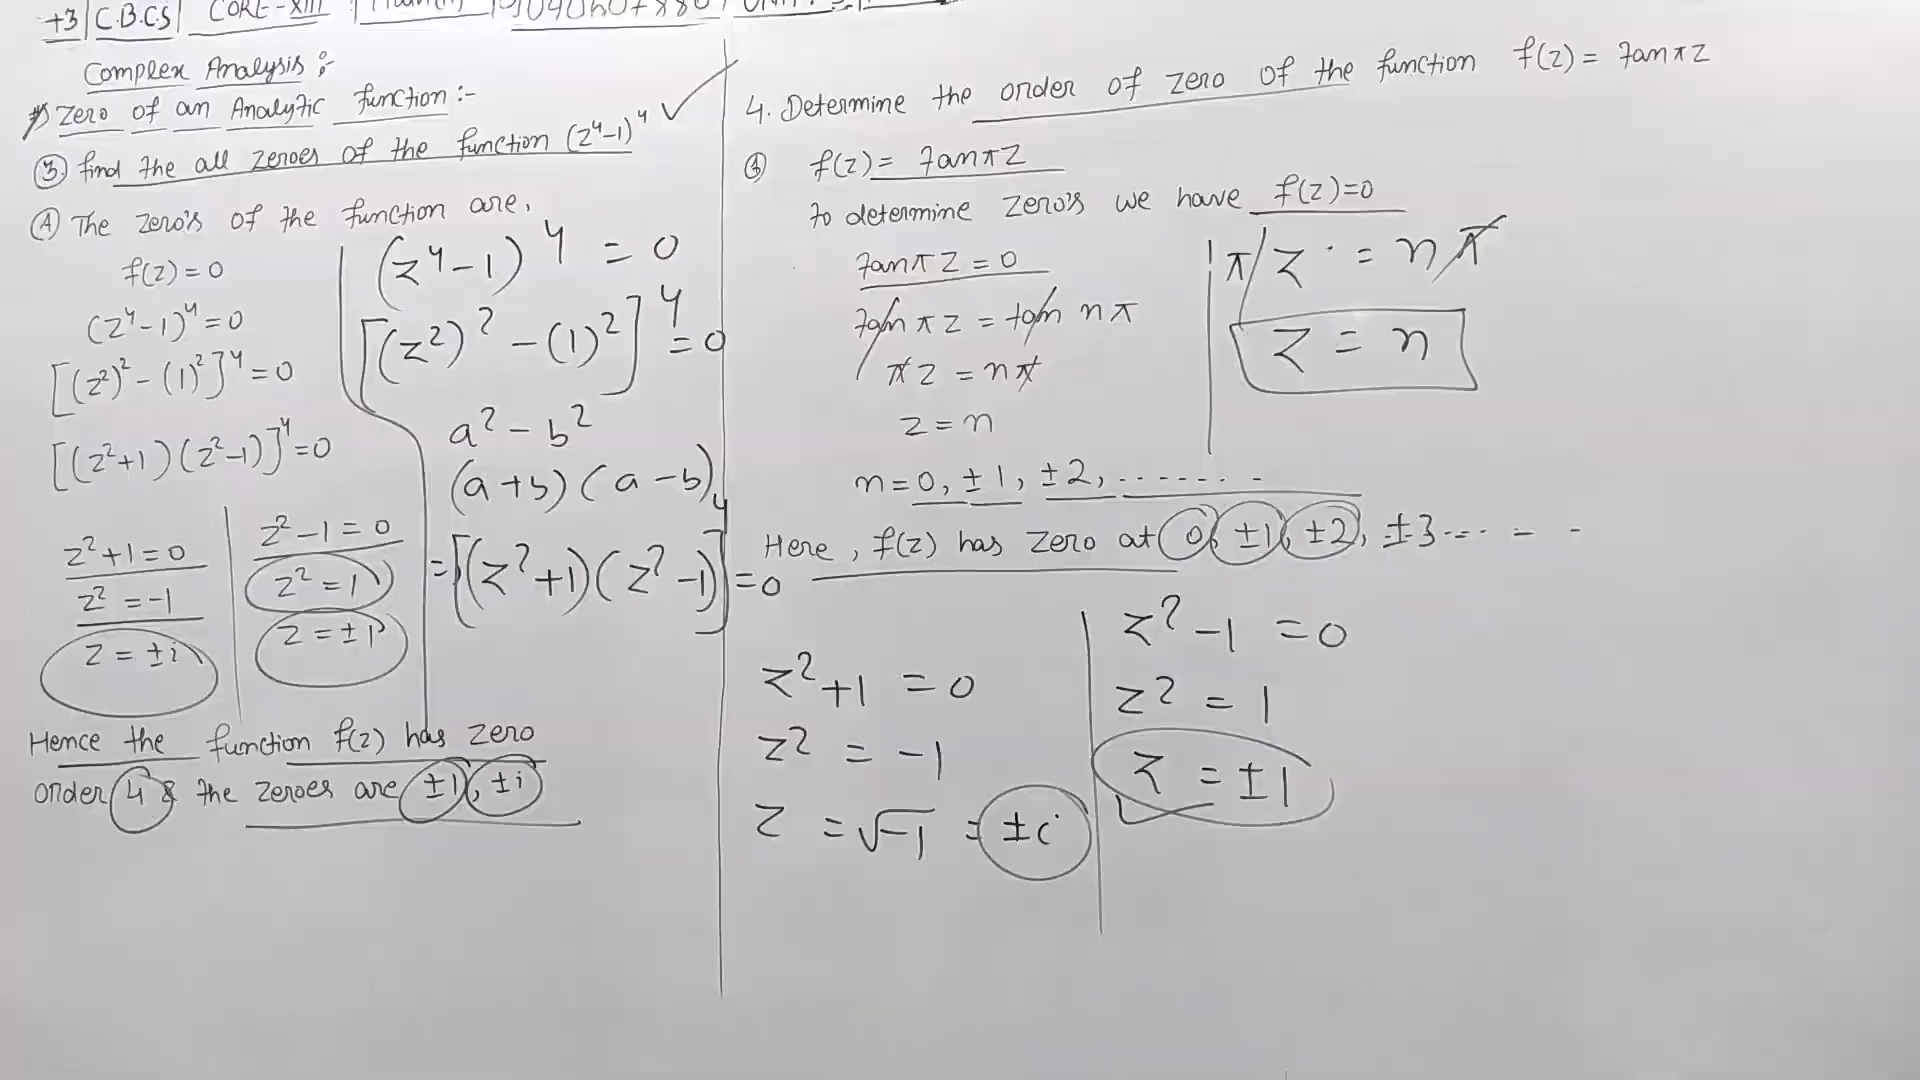 +3 | C.B.CS | CORE-XIII
Complex Analysis :-
Zero of an Analytic function :-
③ find the all zeroes of the function (z⁴-1)⁴ ✓
Ⓐ The zero's of the function are,
f(z) = 0
(z⁴-1)⁴ = 0
[(z²)² - (1)²]⁴ = 0
[(z²+1)(z²-1)]⁴ = 0
z²+1 = 0
z² = -1
z = ±i
z²-1 = 0
z² = 1
z = ±1
Hence the function f(z) has zero
order 4 & the zeroes are ±1, ±i
(z⁴-1)⁴ = 0
[(z²)² - (1)²]⁴ = 0
a² - b²
(a+b)(a-b)
= [(z²+1)(z²-1)]⁴ = 0
4. Determine the order of zero of the function f(z) = tanπz
f(z) = tanπz
to determine zero's we have f(z)=0
tanπz = 0
tan πz = tan nπ
πz = nπ
z = n
n = 0, ±1, ±2, .......
Here, f(z) has zero at 0, ±1, ±2, ±3 ....
πz = nπ
z = n
z²+1 = 0
z² = -1
z = √-1 = ±i
z²-1 = 0
z² = 1
z = ±1